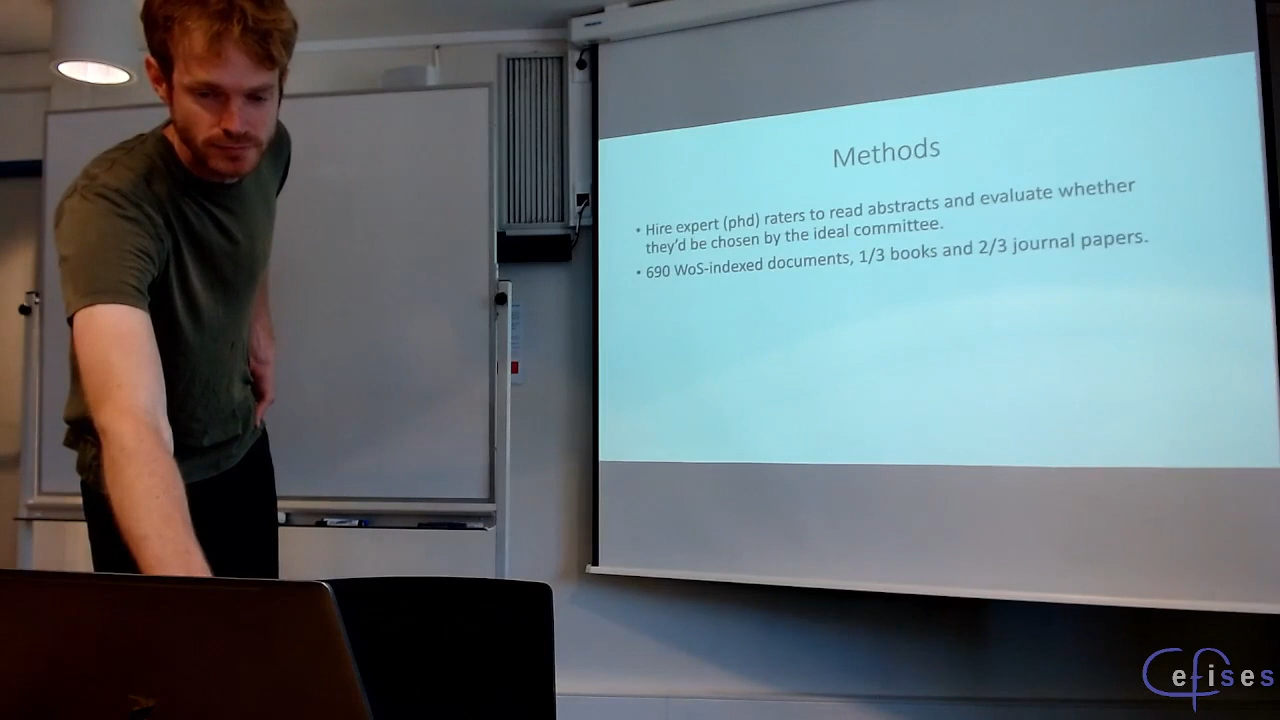 Methods
• Hire expert (phd) raters to read abstracts and evaluate whether
they'd be chosen by the ideal committee.
• 690 WoS-indexed documents, 1/3 books and 2/3 journal papers.
efises